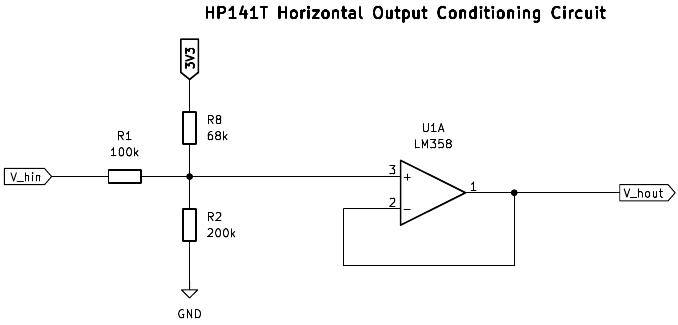 HP141T Horizontal Output Conditioning Circuit
3V3
R8
68k
R1
100k
U1A
LM358
V_hin
3
+
1
V_hout
2
-
R2
200k
GND